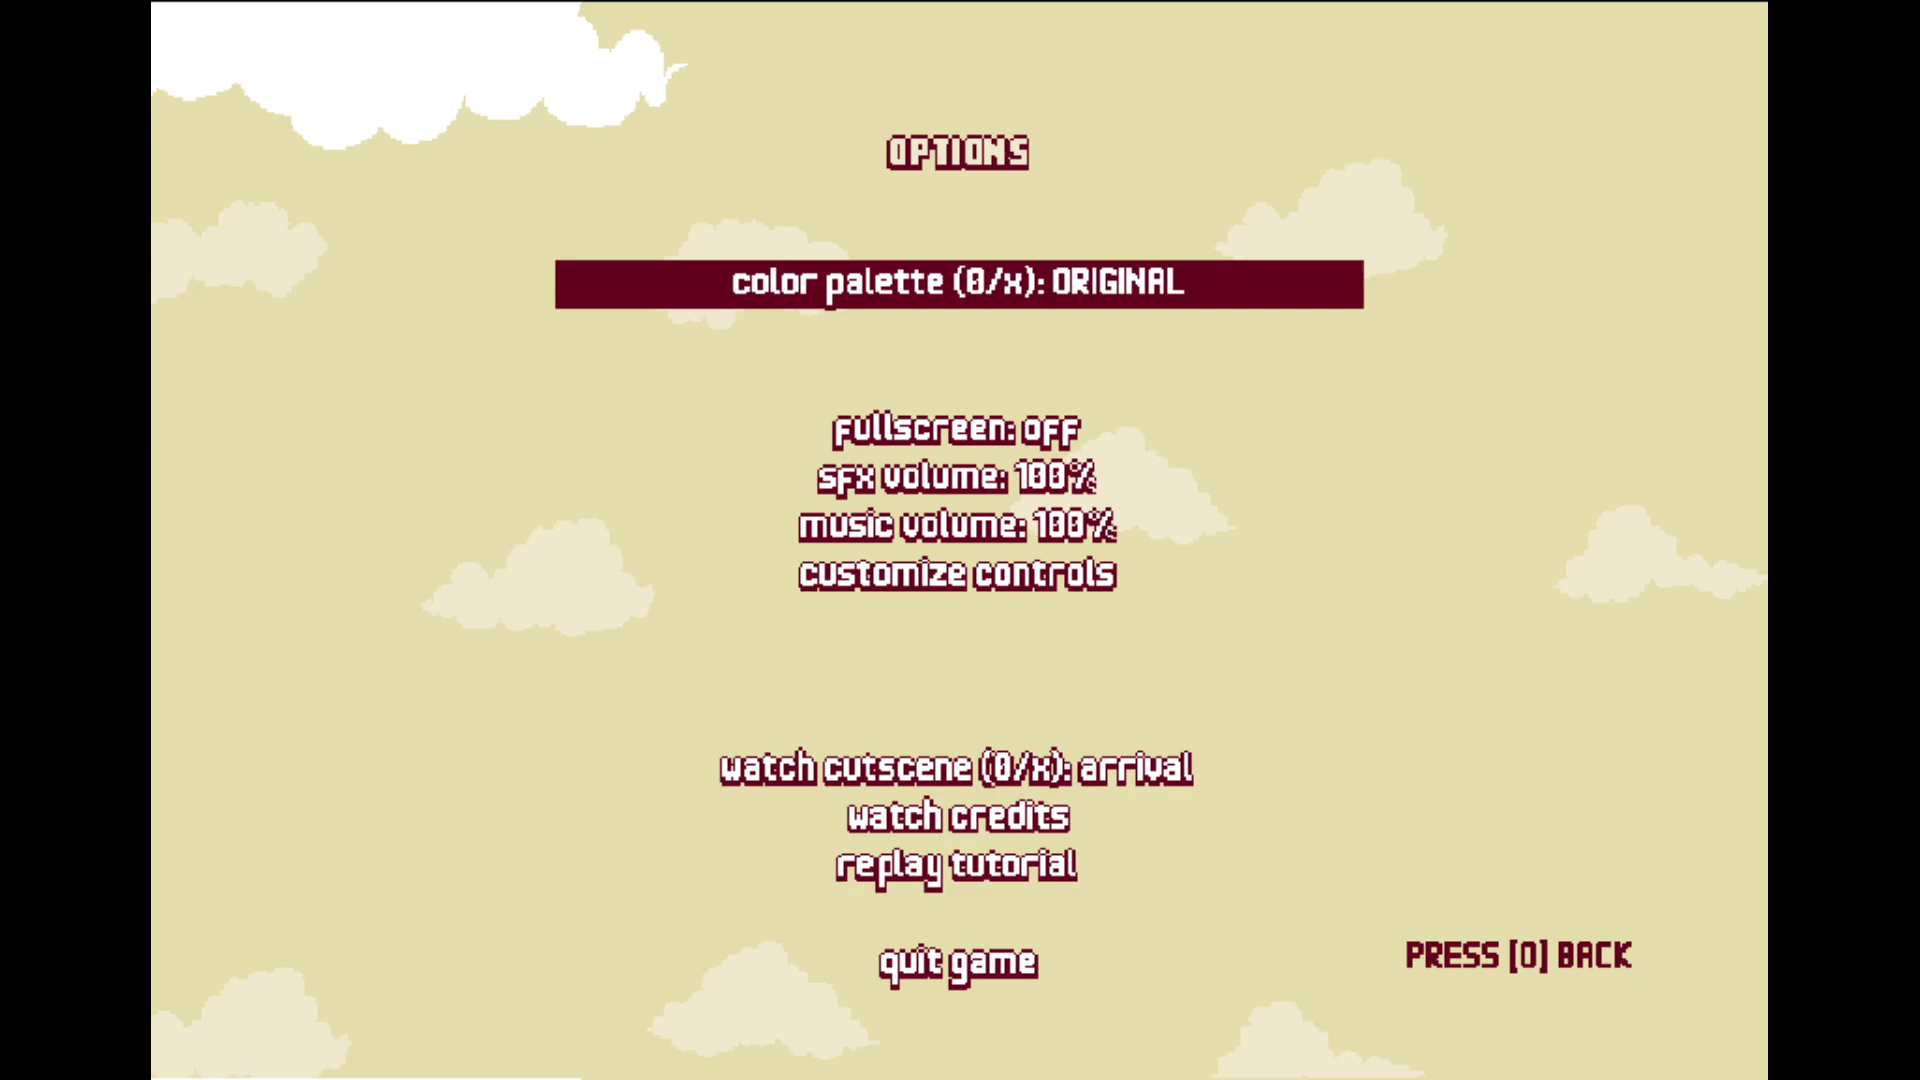 OPTIONS
color palette (0/x): ORIGINAL
fullscreen: off
sfx volume: 100%
music volume: 100%
customize controls
watch cutscene (0/x): arrival
watch credits
replay tutorial
quit game
PRESS [O] BACK